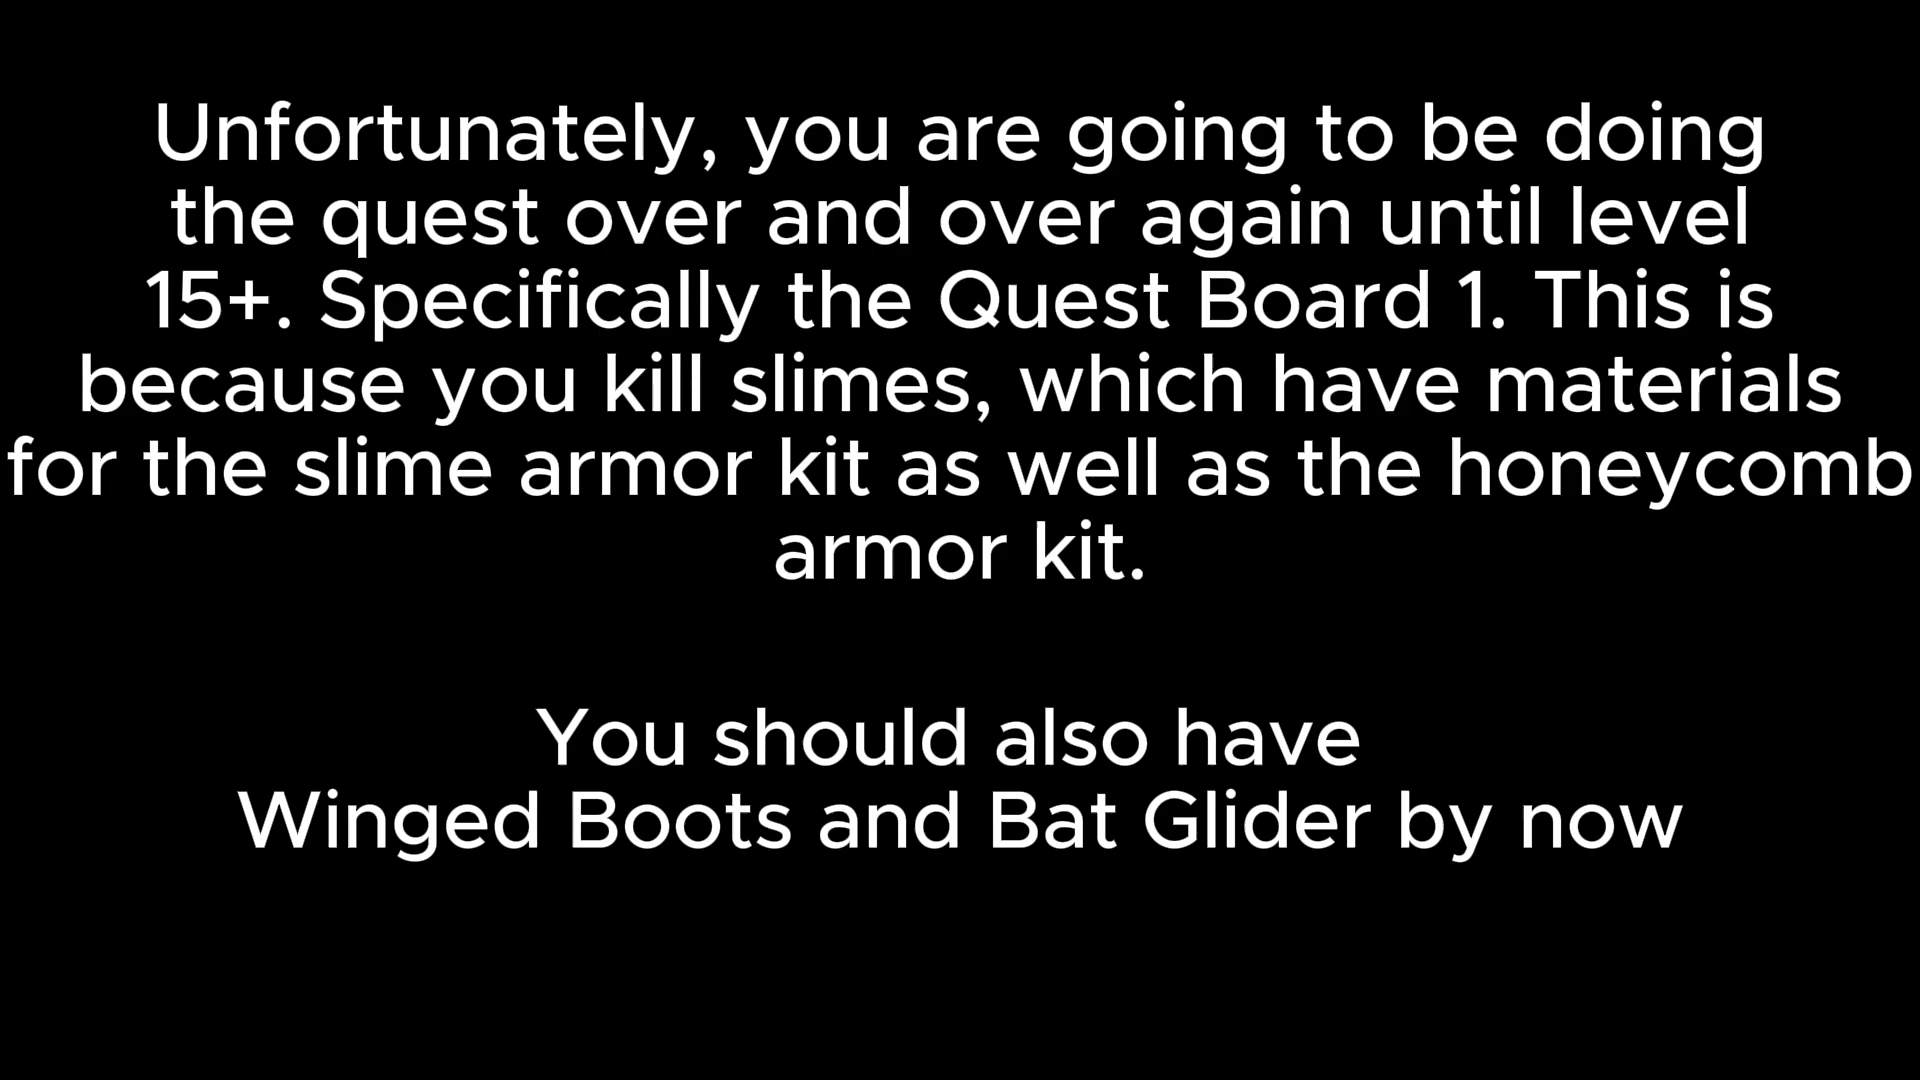 Unfortunately, you are going to be doing
the quest over and over again until level
15+. Specifically the Quest Board 1. This is
because you kill slimes, which have materials
for the slime armor kit as well as the honeycomb
armor kit.
You should also have
Winged Boots and Bat Glider by now